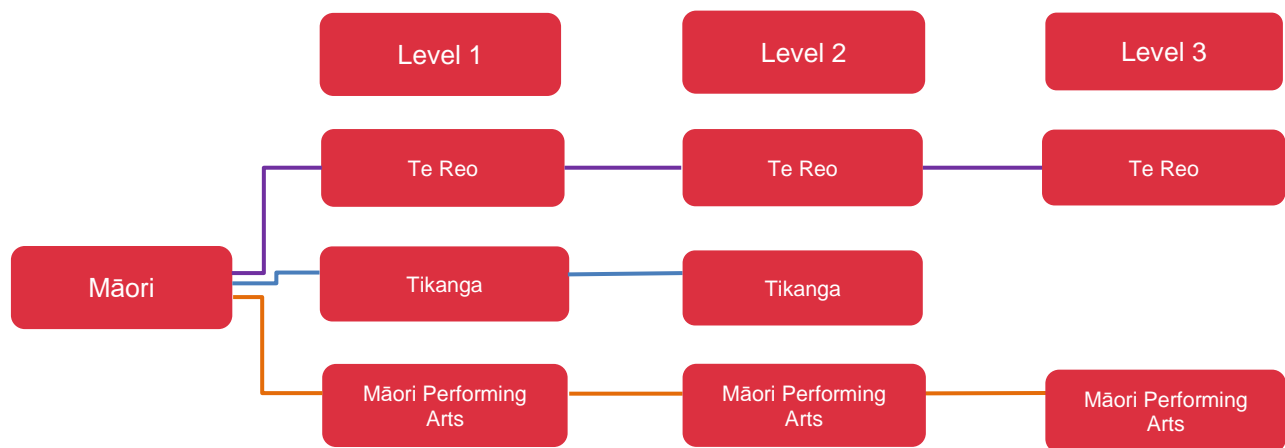 Level 1
Level 2
Level 3
Te Reo
Te Reo
Te Reo
Māori
Tikanga
Tikanga
Māori Performing
Arts
Māori Performing
Arts
Māori Performing
Arts